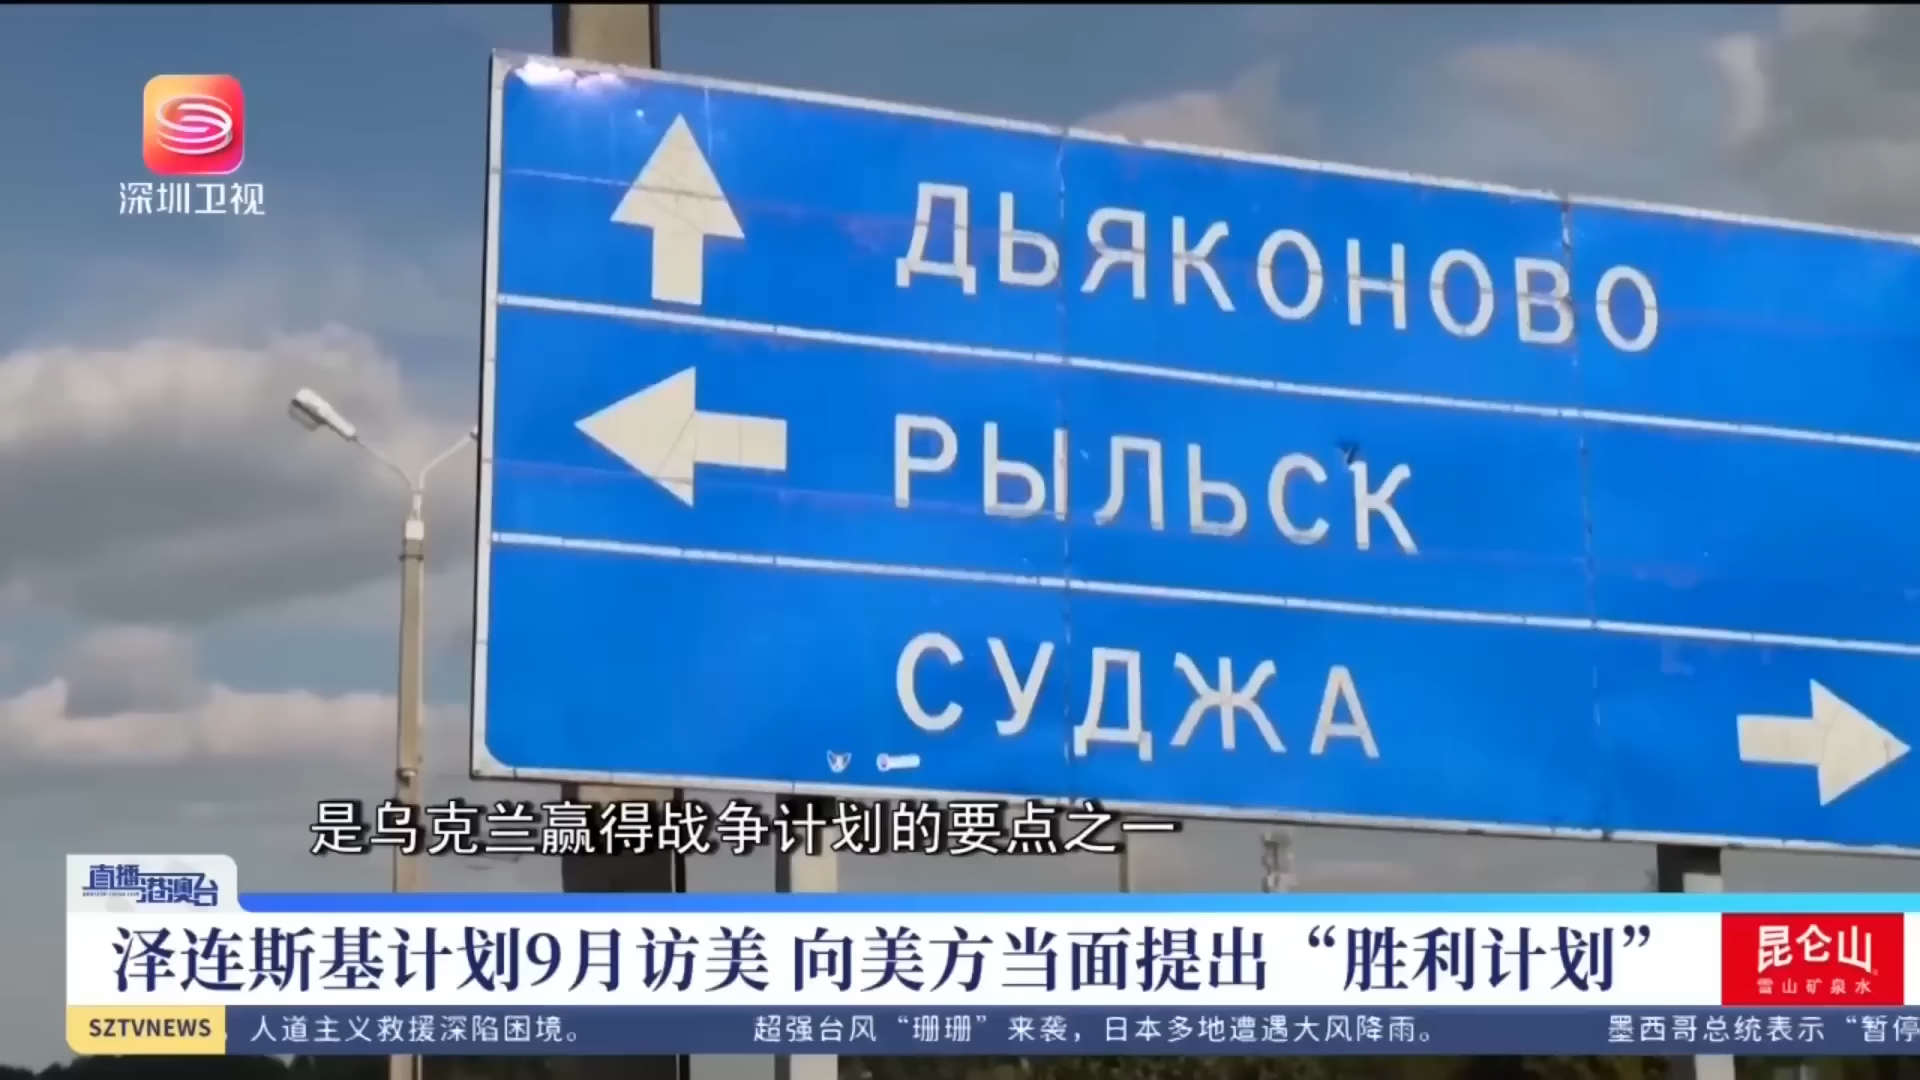 深圳卫视
ДЬЯКОНОВО
РЫЛЬСК
СУДЖА
是乌克兰赢得战争计划的要点之一
直播港澳台
泽连斯基计划9月访美 向美方当面提出“胜利计划”
昆仑山
雪山矿泉水
SZTVNEWS
人道主义救援深陷困境。 超强台风“珊珊”来袭，日本多地遭遇大风降雨。 墨西哥总统表示“暂停